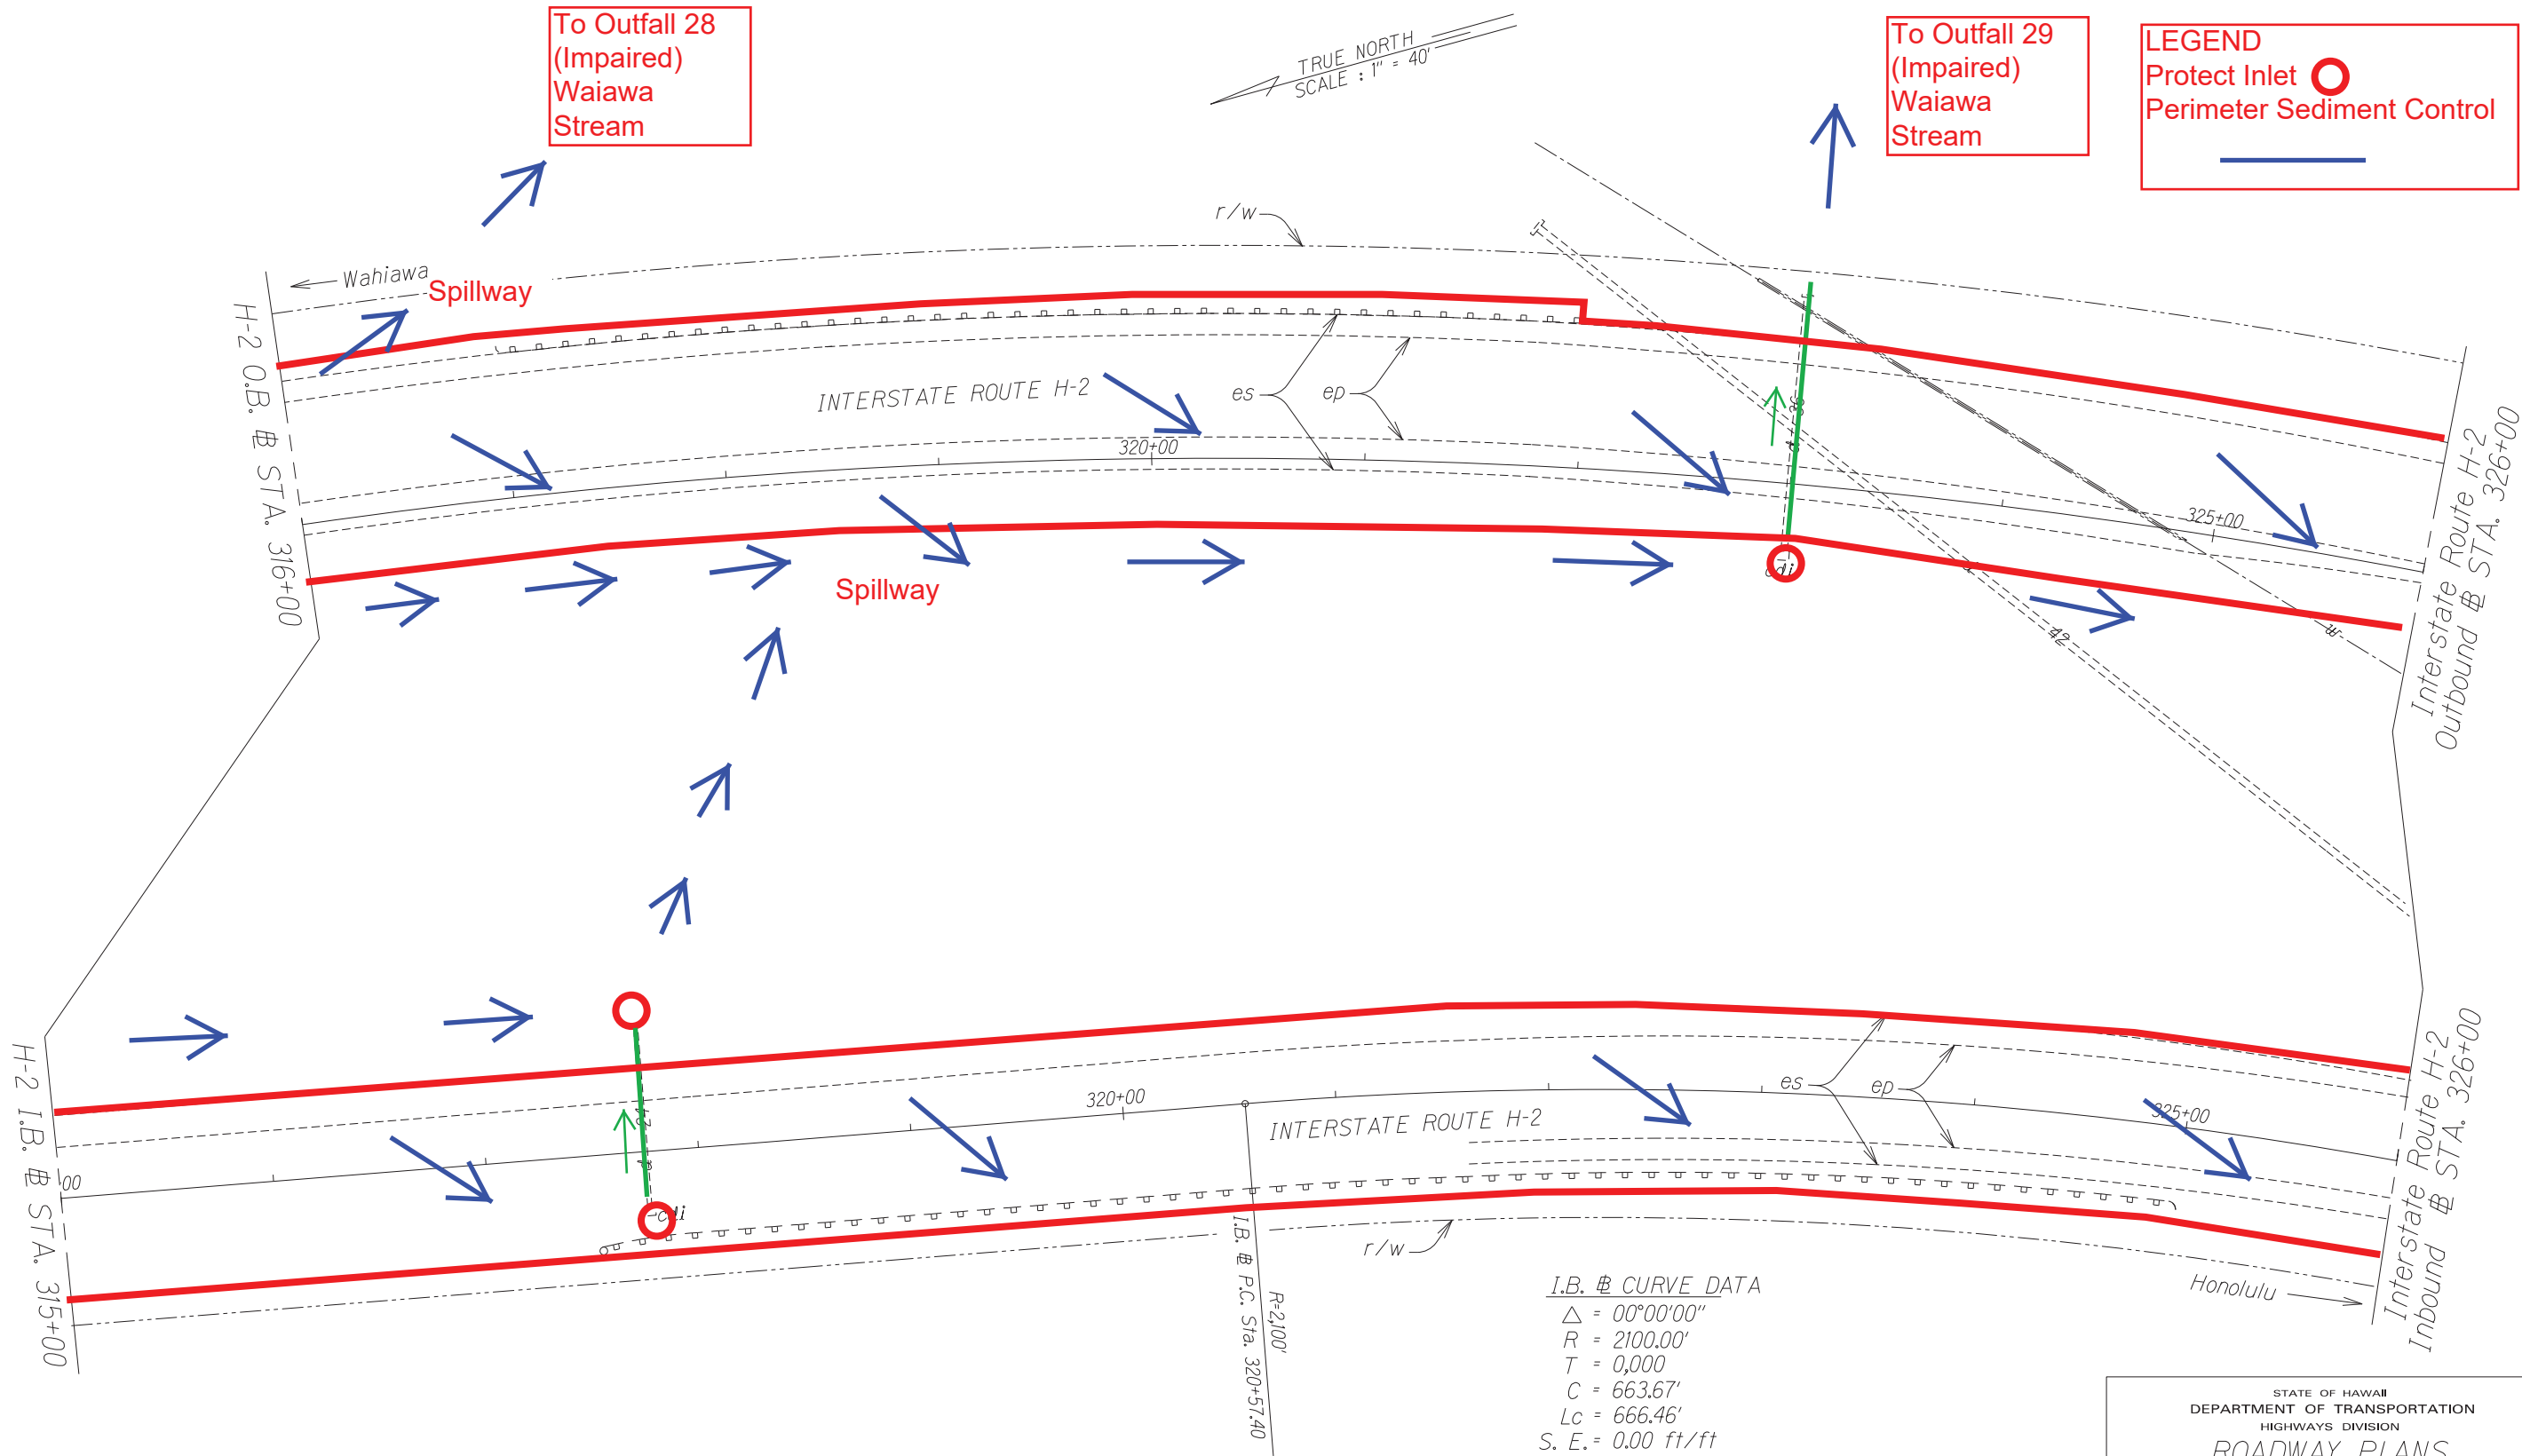 To Outfall 28
(Impaired)
Waiawa
Stream
TRUE NORTH
SCALE : 1" = 40'
To Outfall 29
(Impaired)
Waiawa
Stream
LEGEND
Protect Inlet
Perimeter Sediment Control
r/w
Wahiawa
Spillway
H-2 O.B. ℄ STA. 316+00
INTERSTATE ROUTE H-2
es
ep
320+00
325+00
Interstate Route H-2
Outbound ℄ STA. 326+00
Spillway
cdi
42
H-2 I.B. ℄ STA. 315+00
00
42
cdi
320+00
INTERSTATE ROUTE H-2
es
ep
325+00
Interstate Route H-2
Inbound ℄ STA. 326+00
I.B. ℄ P.C. Sta. 320+57.40
R=2,100'
r/w
Honolulu
I.B. ℄ CURVE DATA
△ = 00°00'00"
R = 2100.00'
T = 0,000
C = 663.67'
Lc = 666.46'
S. E.= 0.00 ft/ft
STATE OF HAWAII
DEPARTMENT OF TRANSPORTATION
HIGHWAYS DIVISION
ROADWAY PLANS